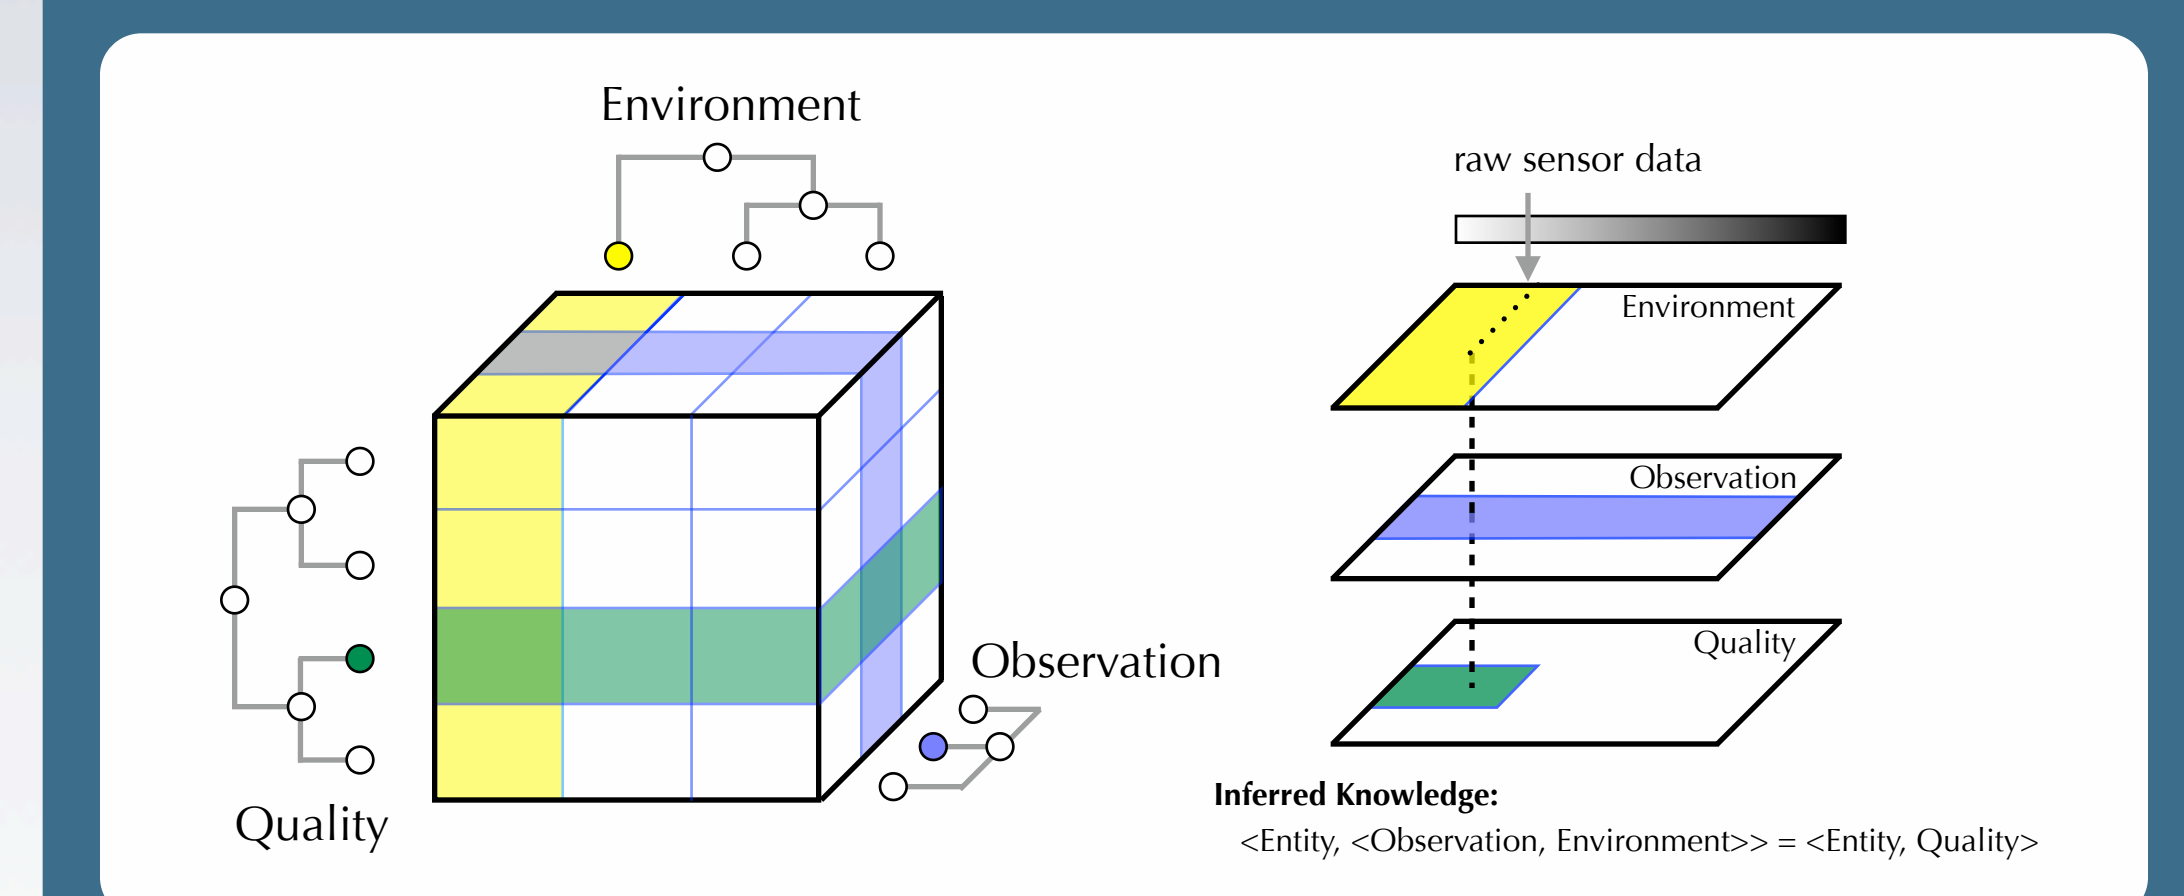 Environment
Quality
Observation
raw sensor data
Environment
Observation
Quality
Inferred Knowledge:
<Entity, <Observation, Environment>> = <Entity, Quality>